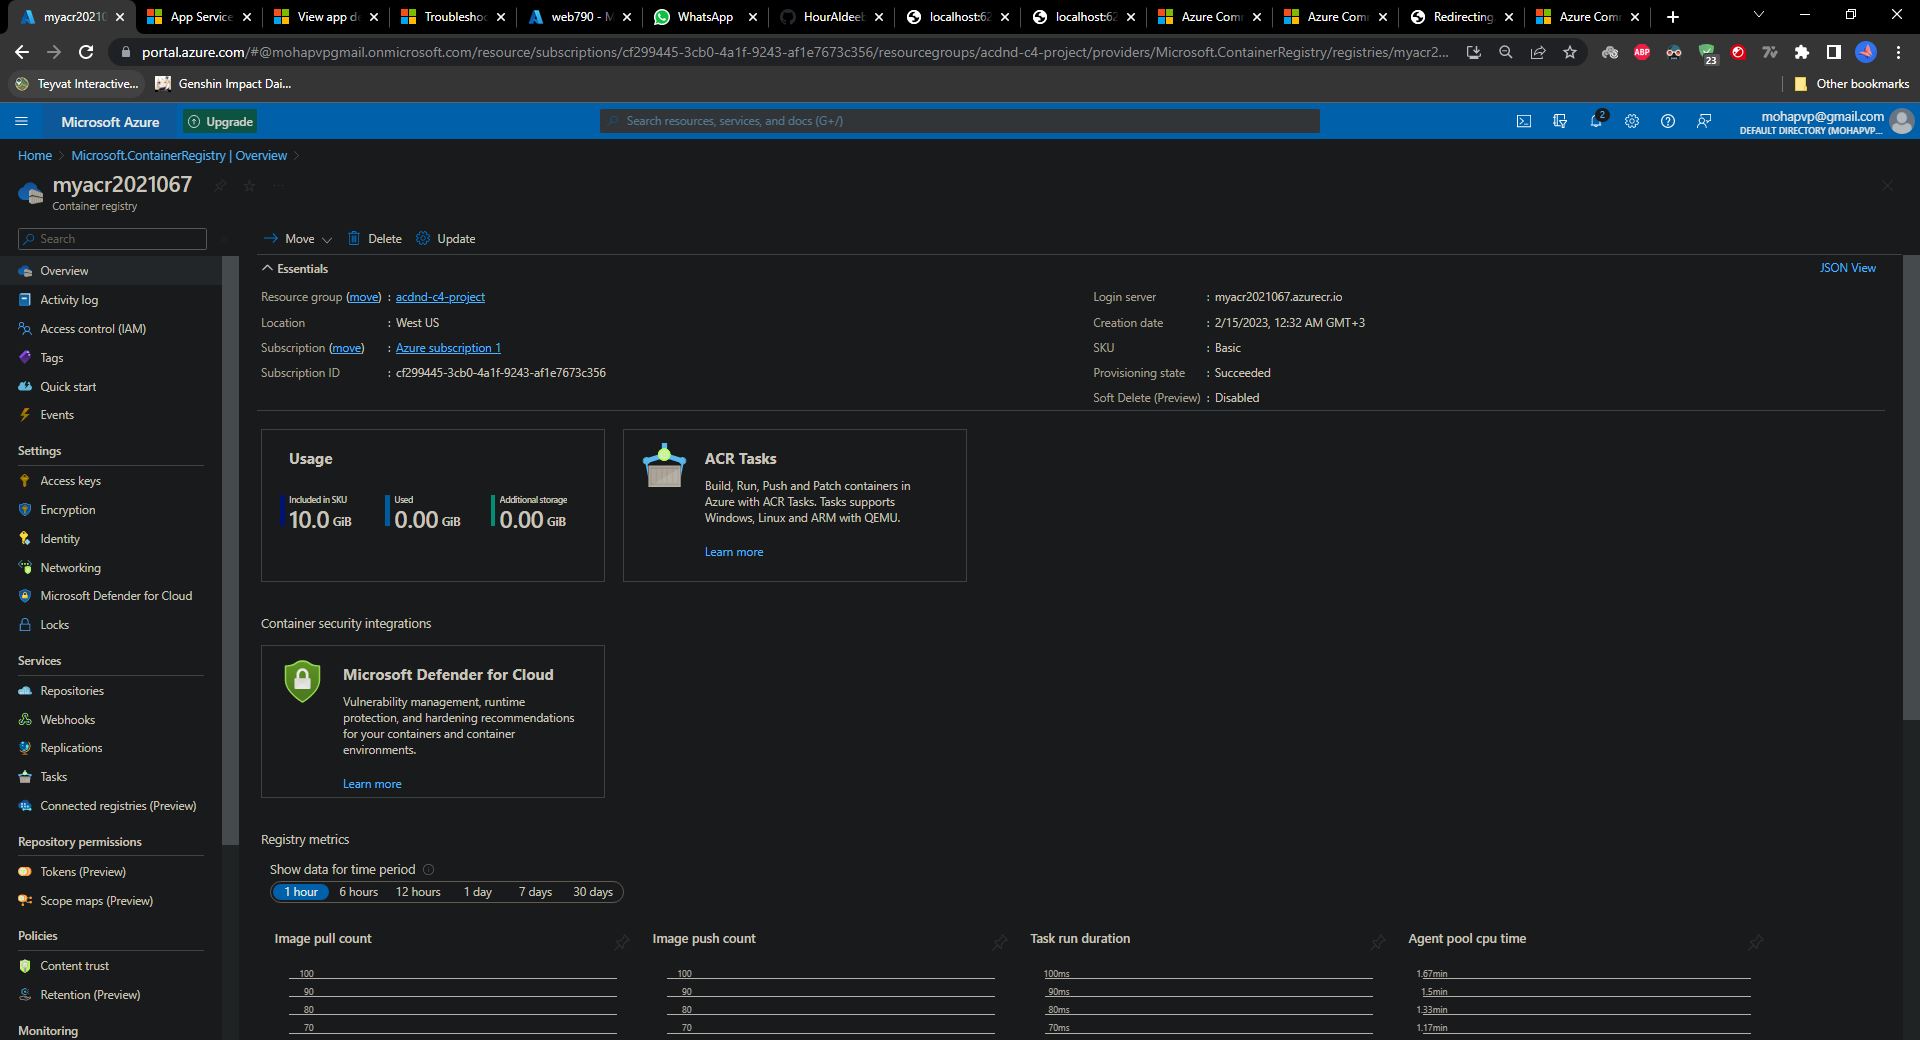 myacr2021
App Service
View app de
Troubleshoo
web790 - M
WhatsApp
HourAldeeb
localhost:62
localhost:62
Azure Com
Azure Com
Redirecting
Azure Com
portal.azure.com/#@mohapvpgmail.onmicrosoft.com/resource/subscriptions/cf299445-3cb0-4a1f-9243-af1e7673c356/resourcegroups/acdnd-c4-project/providers/Microsoft.ContainerRegistry/registries/myacr2...
ABP
23
Teyvat Interactive...
Genshin Impact Dai...
Other bookmarks
Microsoft Azure
Upgrade
Search resources, services, and docs (G+/)
2
mohapvp@gmail.com
DEFAULT DIRECTORY (MOHAPVP...
Home > Microsoft.ContainerRegistry | Overview >
myacr2021067
Container registry
Search
Move
Delete
Update
Overview
Activity log
Access control (IAM)
Tags
Quick start
Events
Settings
Access keys
Encryption
Identity
Networking
Microsoft Defender for Cloud
Locks
Services
Repositories
Webhooks
Replications
Tasks
Connected registries (Preview)
Repository permissions
Tokens (Preview)
Scope maps (Preview)
Policies
Content trust
Retention (Preview)
Monitoring
Essentials
JSON View
Resource group (move) : acdnd-c4-project
Location : West US
Subscription (move) : Azure subscription 1
Subscription ID : cf299445-3cb0-4a1f-9243-af1e7673c356
Login server : myacr2021067.azurecr.io
Creation date : 2/15/2023, 12:32 AM GMT+3
SKU : Basic
Provisioning state : Succeeded
Soft Delete (Preview) : Disabled
Usage
Included in SKU
10.0 GiB
Used
0.00 GiB
Additional storage
0.00 GiB
ACR Tasks
Build, Run, Push and Patch containers in
Azure with ACR Tasks. Tasks supports
Windows, Linux and ARM with QEMU.
Learn more
Container security integrations
Microsoft Defender for Cloud
Vulnerability management, runtime
protection, and hardening recommendations
for your containers and container
environments.
Learn more
Registry metrics
Show data for time period
1 hour 6 hours 12 hours 1 day 7 days 30 days
Image pull count
100
90
80
70
Image push count
100
90
80
70
Task run duration
100ms
90ms
80ms
70ms
Agent pool cpu time
1.67min
1.5min
1.33min
1.17min